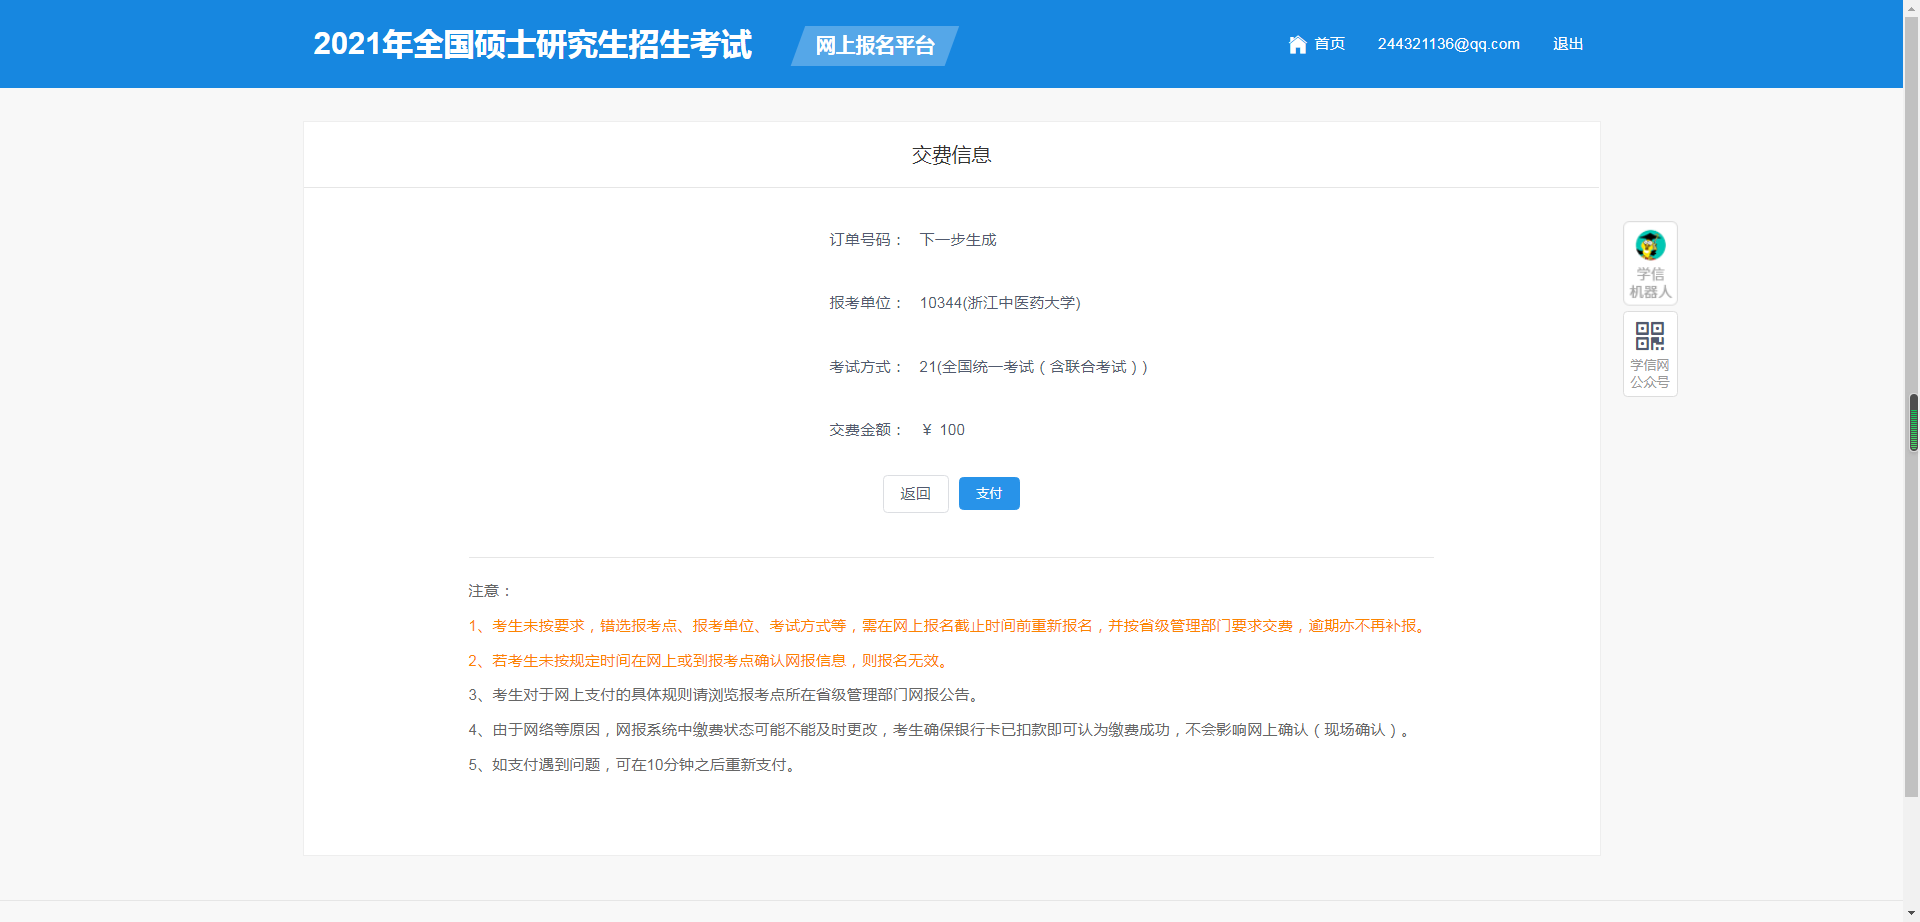 2021年全国硕士研究生招生考试 网上报名平台 首页 244321136@qq.com 退出
交费信息
订单号码： 下一步生成
报考单位： 10344(浙江中医药大学)
考试方式： 21(全国统一考试（含联合考试）)
交费金额： ￥ 100
返回 支付
学信
机器人
学信网
公众号
注意：
1、考生未按要求，错选报考点、报考单位、考试方式等，需在网上报名截止时间前重新报名，并按省级管理部门要求交费，逾期亦不再补报。
2、若考生未按规定时间在网上或到报考点确认网报信息，则报名无效。
3、考生对于网上支付的具体规则请浏览报考点所在省级管理部门网报公告。
4、由于网络等原因，网报系统中缴费状态可能不能及时更改，考生确保银行卡已扣款即可认为缴费成功，不会影响网上确认（现场确认）。
5、如支付遇到问题，可在10分钟之后重新支付。